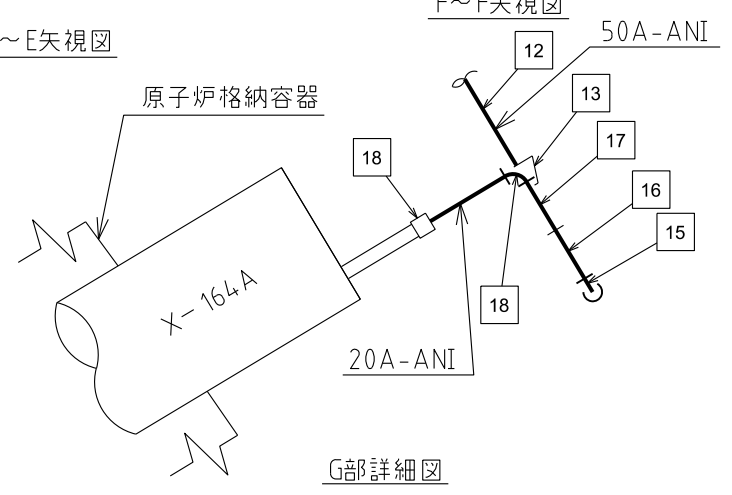 F～F矢視図
～E矢視図
50A-ANI
12
原子炉格納容器
13
17
18
16
15
X-164A
18
20A-ANI
G部詳細図